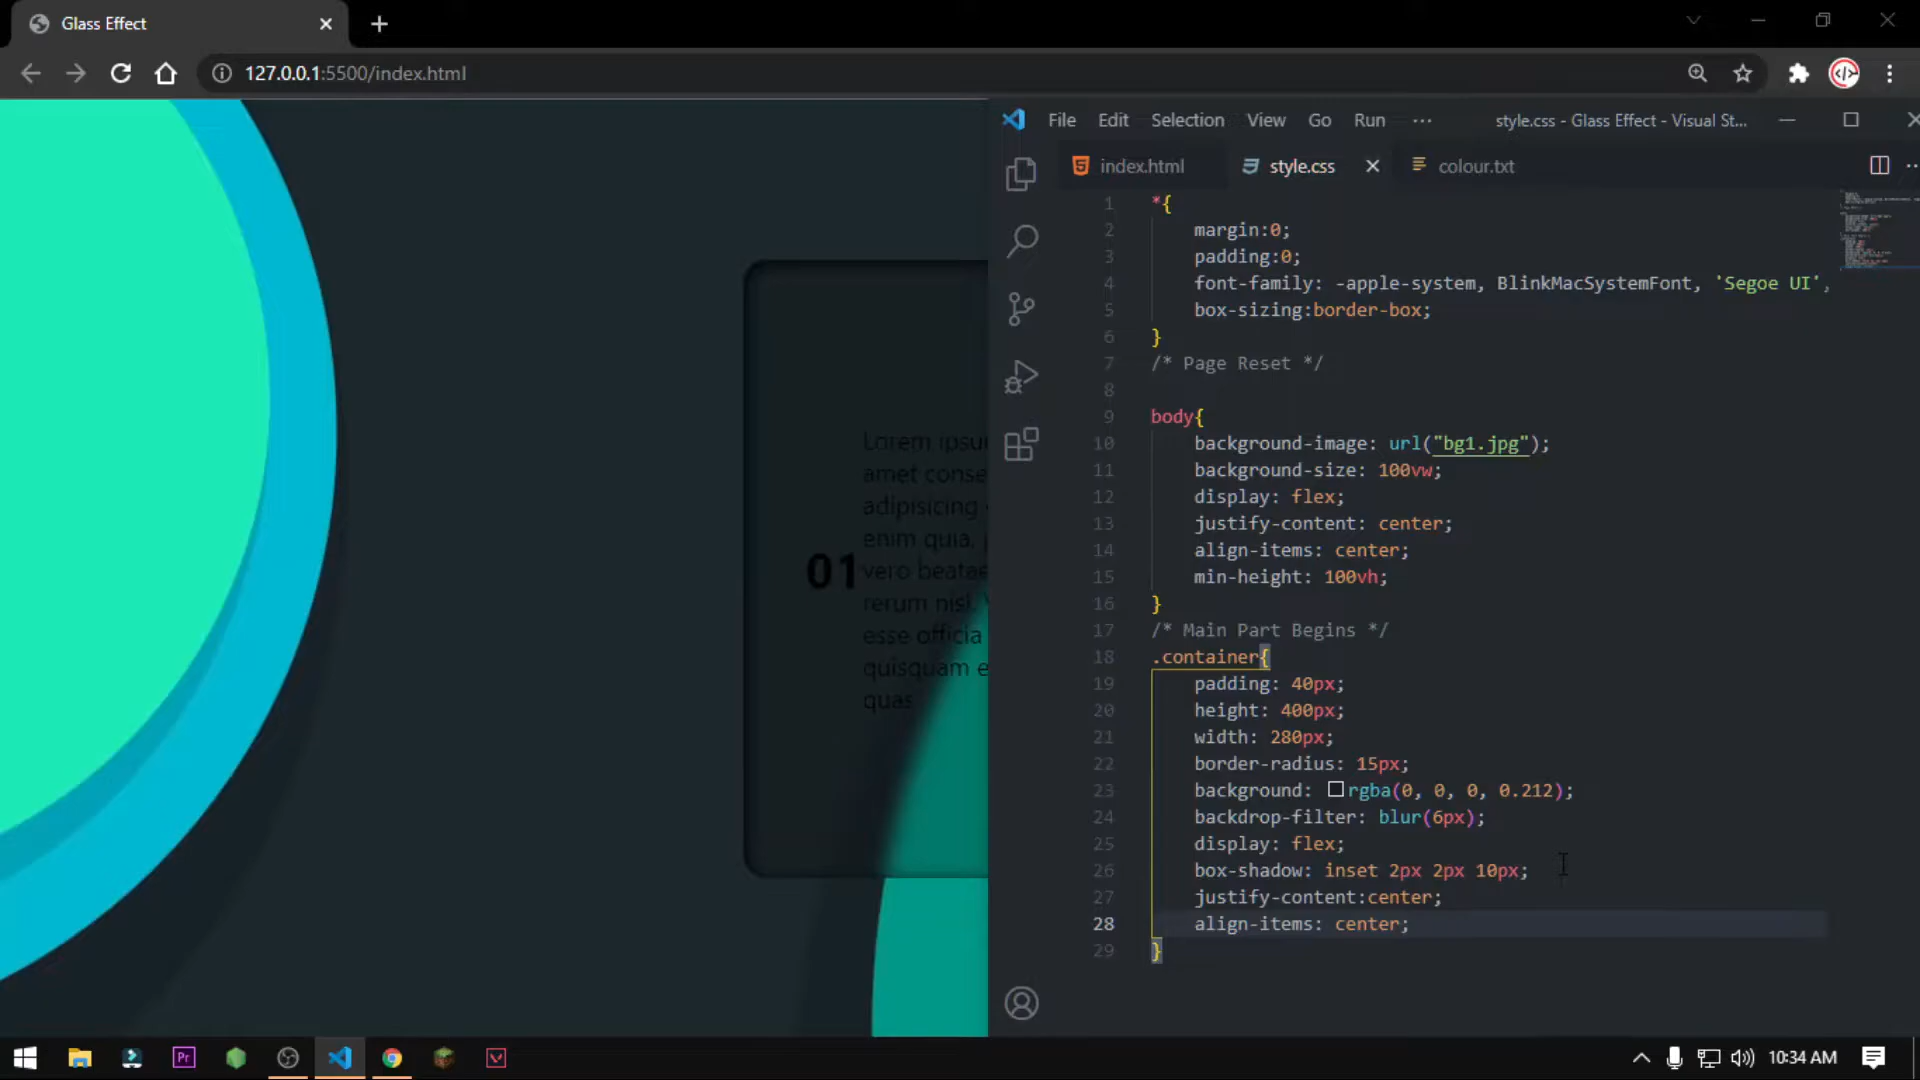 Glass Effect
127.0.0.1:5500/index.html
File Edit Selection View Go Run ··· style.css - Glass Effect - Visual St...
index.html style.css colour.txt
1 *{
2 margin:0;
3 padding:0;
4 font-family: -apple-system, BlinkMacSystemFont, 'Segoe UI',
5 box-sizing:border-box;
6 }
7 /* Page Reset */
8
9 body{
10 background-image: url("bg1.jpg");
11 background-size: 100vw;
12 display: flex;
13 justify-content: center;
14 align-items: center;
15 min-height: 100vh;
16 }
17 /* Main Part Begins */
18 .container{
19 padding: 40px;
20 height: 400px;
21 width: 280px;
22 border-radius: 15px;
23 background: rgba(0, 0, 0, 0.212);
24 backdrop-filter: blur(6px);
25 display: flex;
26 box-shadow: inset 2px 2px 10px;
27 justify-content:center;
28 align-items: center;
29 }
01
Lorem ipsu
amet conse
adipisicing
enim quia,
vero beatae
rerum nisi.
esse officia
quisquam e
quas
Pr
10:34 AM